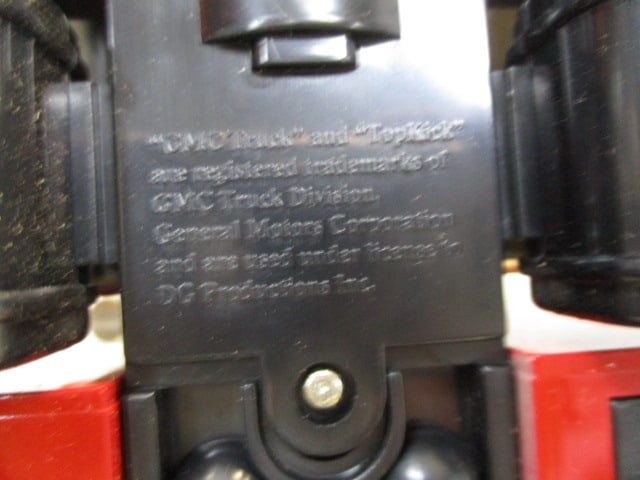 "GMC Truck" and "TopKick"
are registered trademarks of
GMC Truck Division,
General Motors Corporation
and are used under license to
DG Productions Inc.